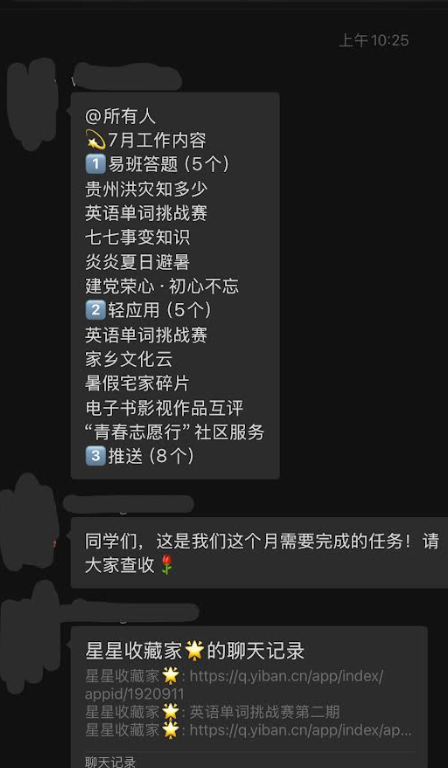 上午10:25
@所有人
💫7月工作内容
1️⃣易班答题（5个）
贵州洪灾知多少
英语单词挑战赛
七七事变知识
炎炎夏日避暑
建党荣心·初心不忘
2️⃣轻应用（5个）
英语单词挑战赛
家乡文化云
暑假宅家碎片
电子书影视作品互评
“青春志愿行”社区服务
3️⃣推送（8个）
同学们，这是我们这个月需要完成的任务！请
大家查收🌹
星星收藏家🌟的聊天记录
星星收藏家🌟: https://q.yiban.cn/app/index/
appid/1920911
星星收藏家🌟: 英语单词挑战赛第二期
星星收藏家🌟: https://q.yiban.cn/app/index/ap...
聊天记录